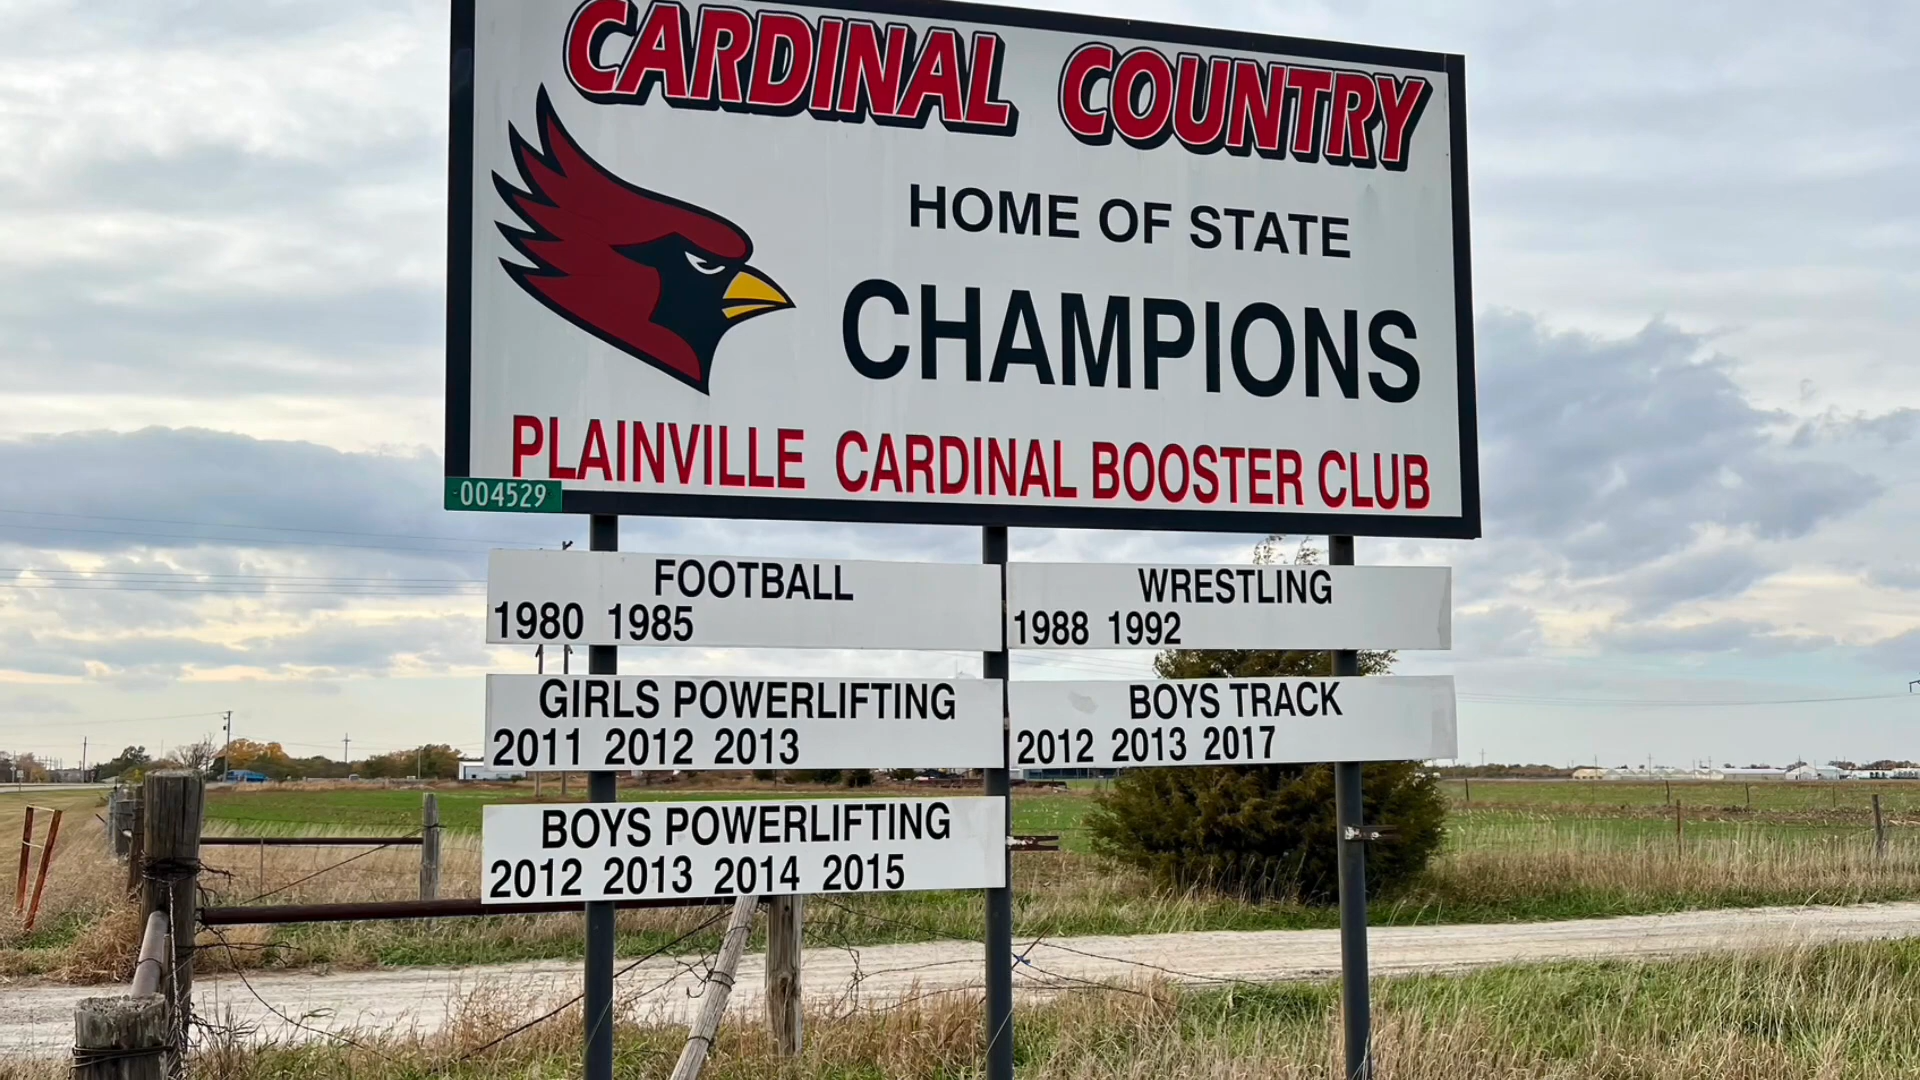 CARDINAL COUNTRY
HOME OF STATE
CHAMPIONS
PLAINVILLE CARDINAL BOOSTER CLUB
004529
FOOTBALL
1980 1985
WRESTLING
1988 1992
GIRLS POWERLIFTING
2011 2012 2013
BOYS TRACK
2012 2013 2017
BOYS POWERLIFTING
2012 2013 2014 2015